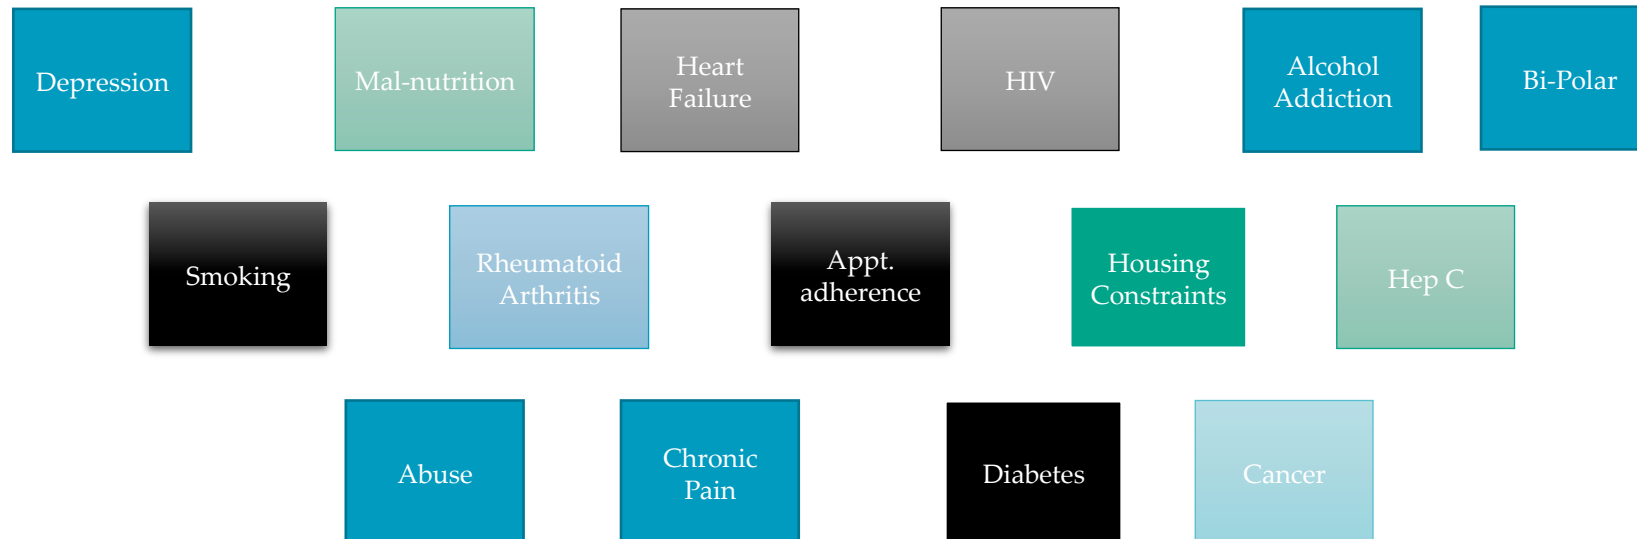 Depression
Mal-nutrition
Heart
Failure
HIV
Alcohol
Addiction
Bi-Polar
Smoking
Rheumatoid
Arthritis
Appt.
adherence
Housing
Constraints
Hep C
Abuse
Chronic
Pain
Diabetes
Cancer